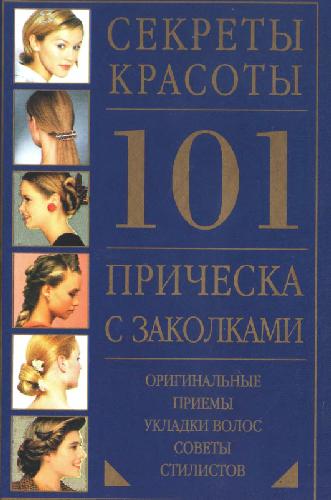 СЕКРЕТЫ
КРАСОТЫ
101
ПРИЧЕСКА
С ЗАКОЛКАМИ
ОРИГИНАЛЬНЫЕ
ПРИЕМЫ
УКЛАДКИ ВОЛОС
СОВЕТЫ
СТИЛИСТОВ